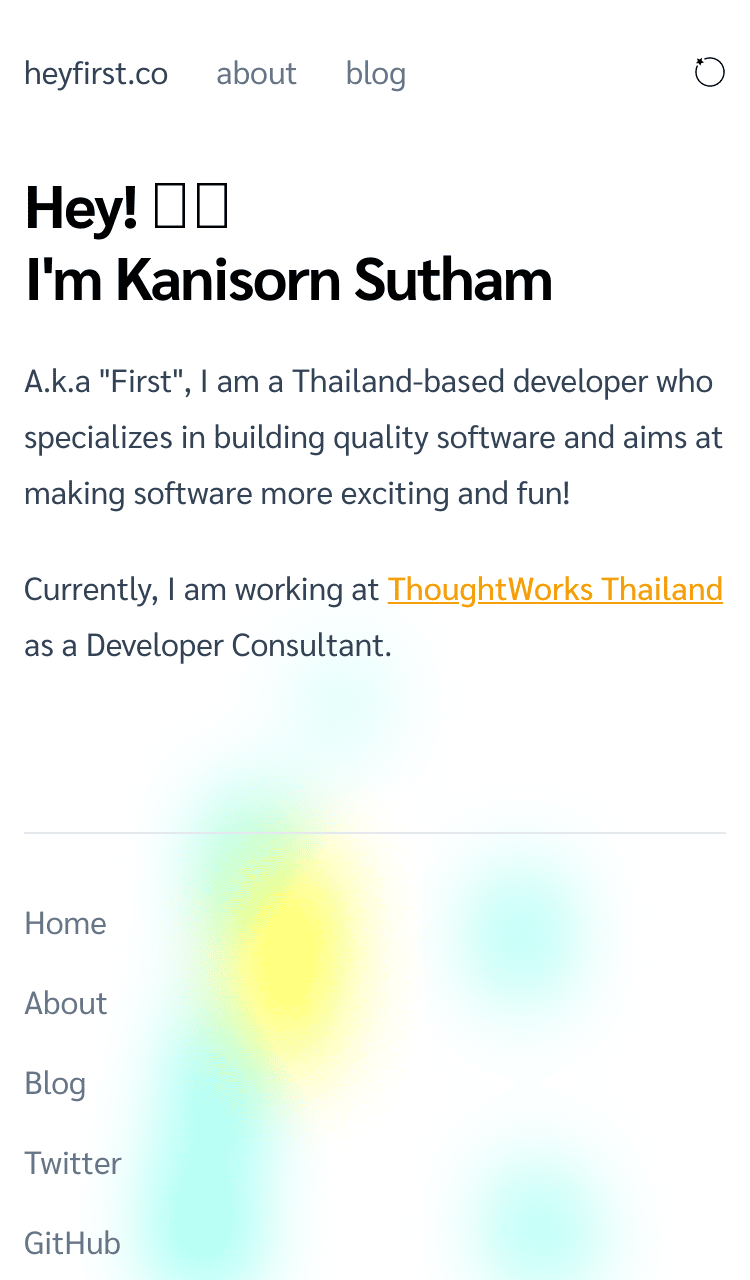 heyfirst.co about blog
Hey!
I'm Kanisorn Sutham
A.k.a "First", I am a Thailand-based developer who
specializes in building quality software and aims at
making software more exciting and fun!
Currently, I am working at ThoughtWorks Thailand
as a Developer Consultant.
Home
About
Blog
Twitter
GitHub